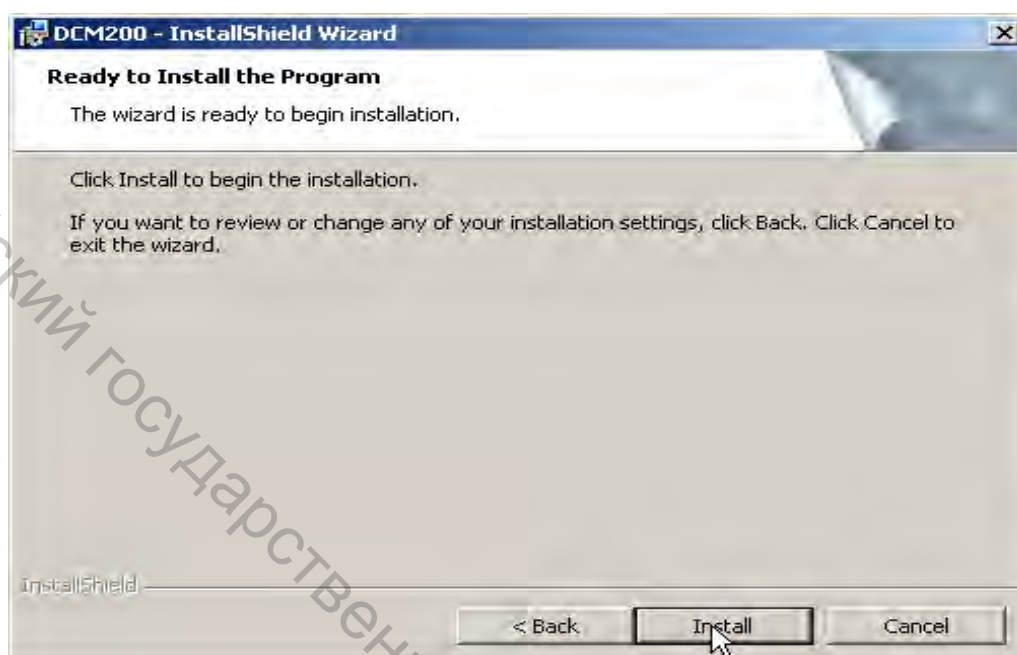 DCM200 - InstallShield Wizard
Ready to Install the Program
The wizard is ready to begin installation.
Click Install to begin the installation.
If you want to review or change any of your installation settings, click Back. Click Cancel to
exit the wizard.
ский государствен
InstallShield
< Back
Install
Cancel